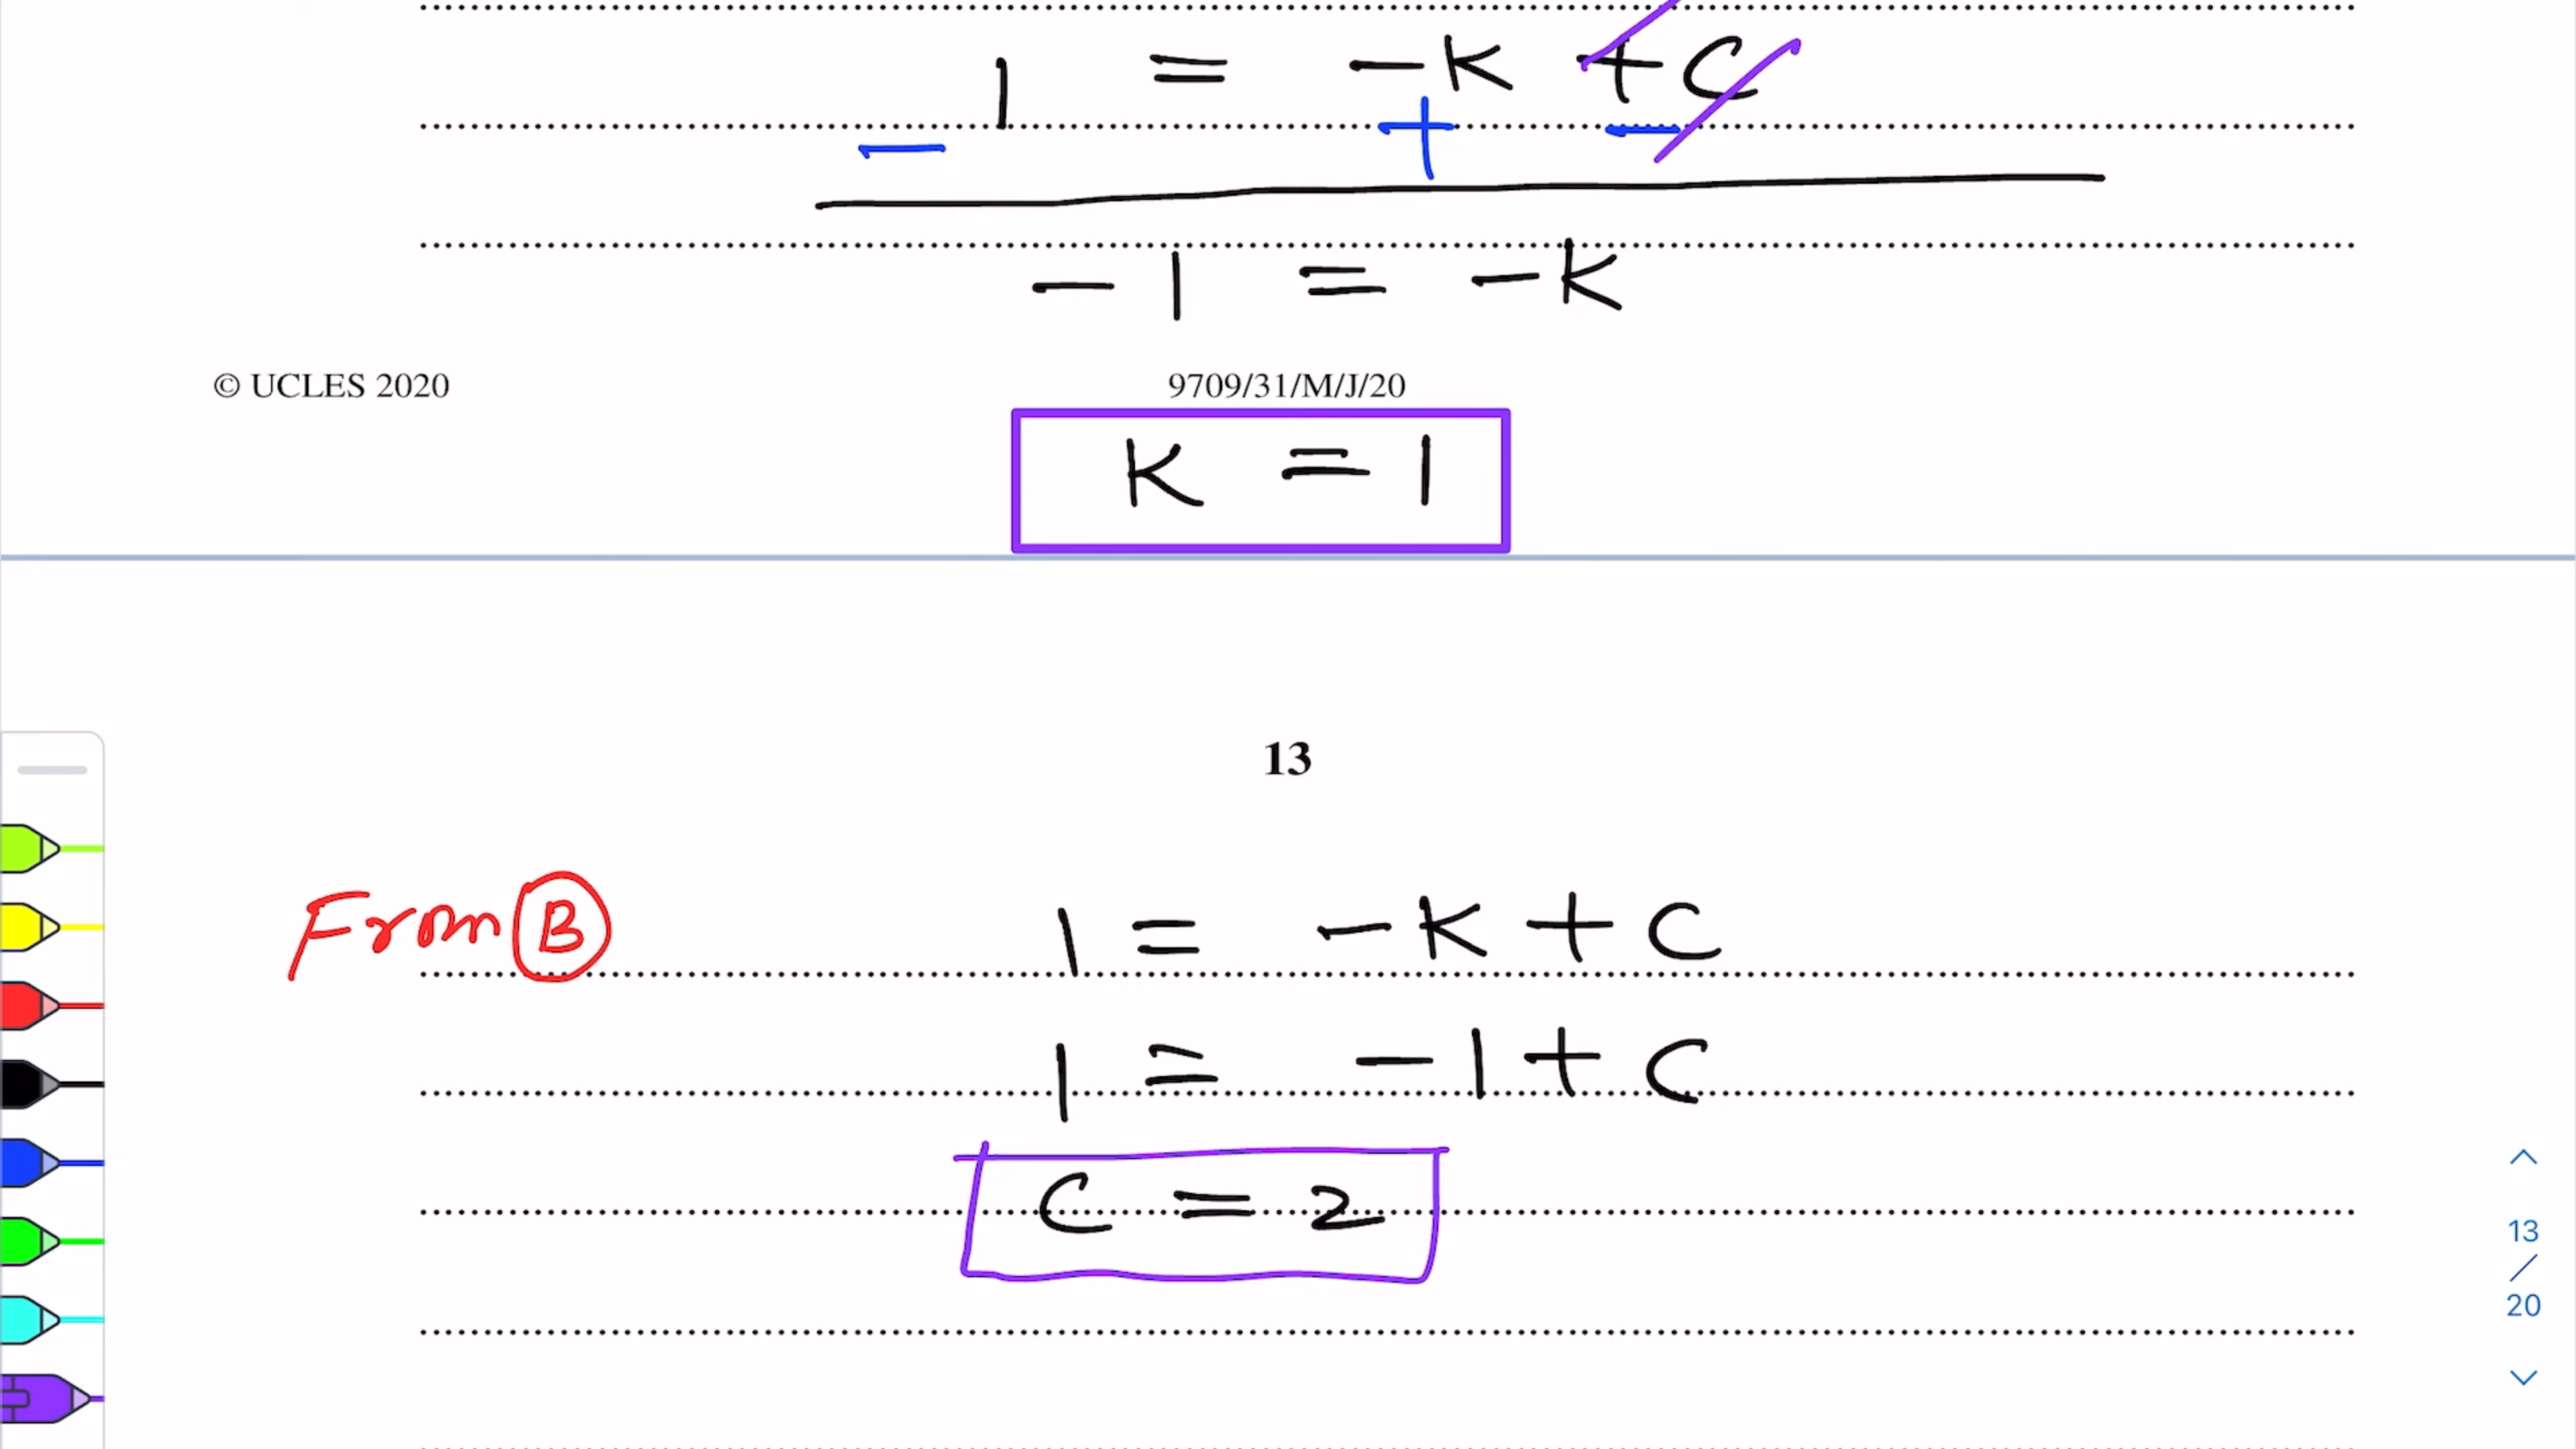 1 = -K +C
- + -
-1 = -K
© UCLES 2020 9709/31/M/J/20
K = 1
13
From B 1 = -K + C
1 = -1 + C
C = 2
13
/
20